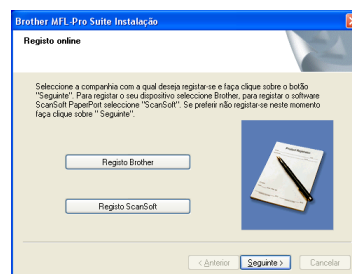 Brother MFL-Pro Suite Instalação
Registo online
Seleccione a companhia com a qual deseja registar-se e faça clique sobre o botão
"Seguinte". Para registar o seu dispositivo seleccione Brother, para registar o software
ScanSoft PaperPort seleccione "ScanSoft". Se preferir não registar-se neste momento
faça clique sobre " Seguinte".
Registo Brother
Registo ScanSoft
< Anterior
Seguinte >
Cancelar